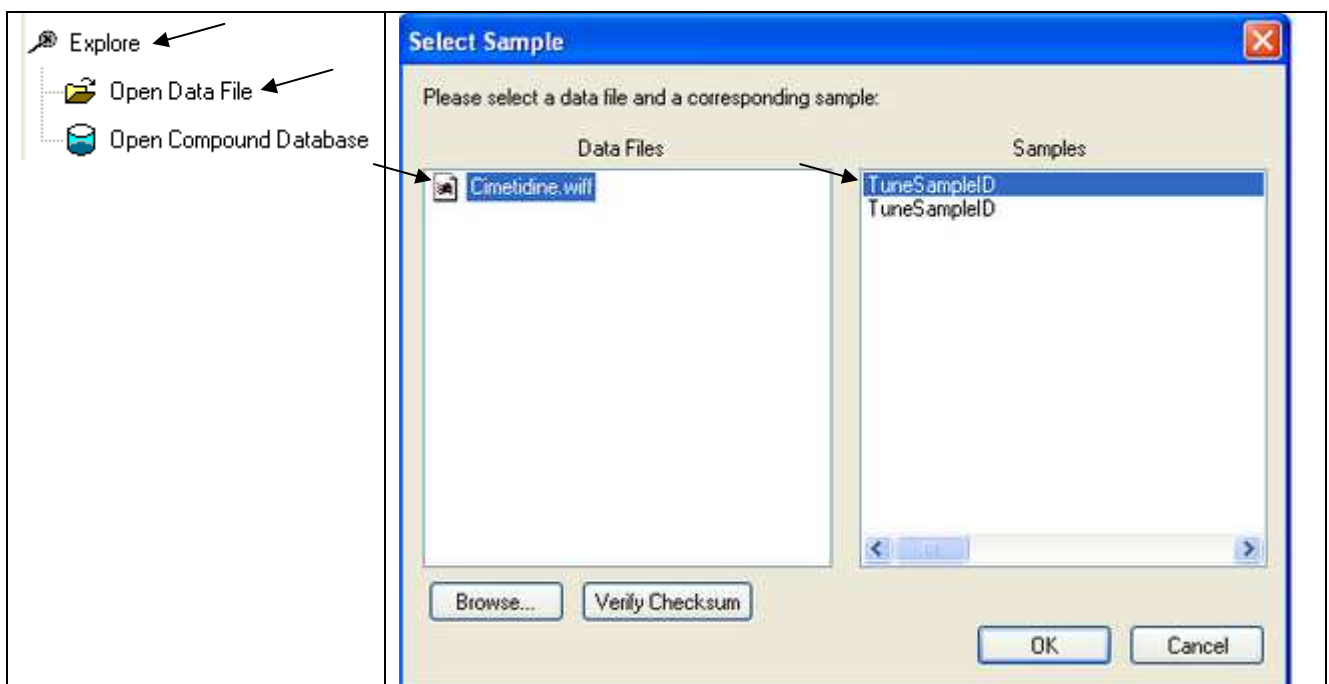 Explore
Open Data File
Open Compound Database
Select Sample
Please select a data file and a corresponding sample:
Data Files
Samples
Cimetidine.wiff
TuneSampleID
TuneSampleID
Browse...
Verify Checksum
OK
Cancel